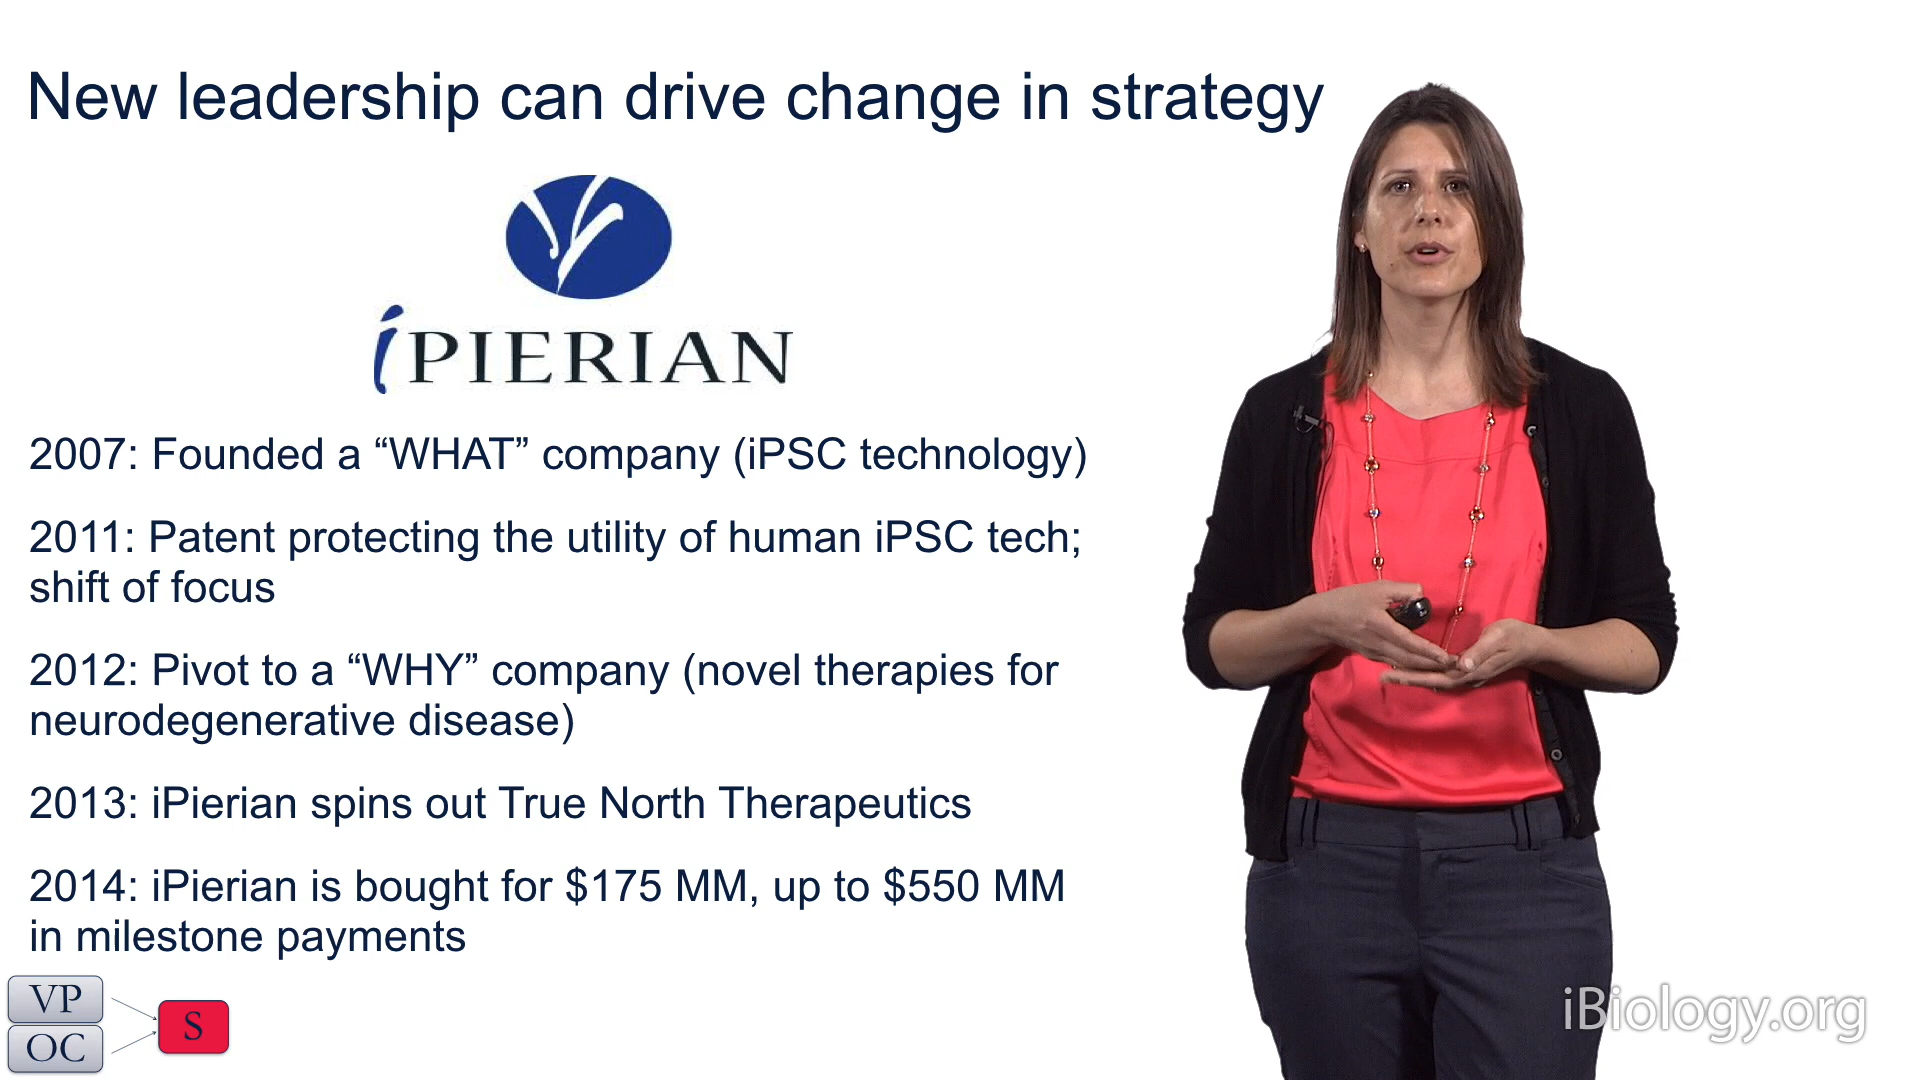 New leadership can drive change in strategy
iPIERIAN
2007: Founded a “WHAT” company (iPSC technology)
2011: Patent protecting the utility of human iPSC tech;
shift of focus
2012: Pivot to a “WHY” company (novel therapies for
neurodegenerative disease)
2013: iPierian spins out True North Therapeutics
2014: iPierian is bought for $175 MM, up to $550 MM
in milestone payments
VP
OC
S
iBiology.org